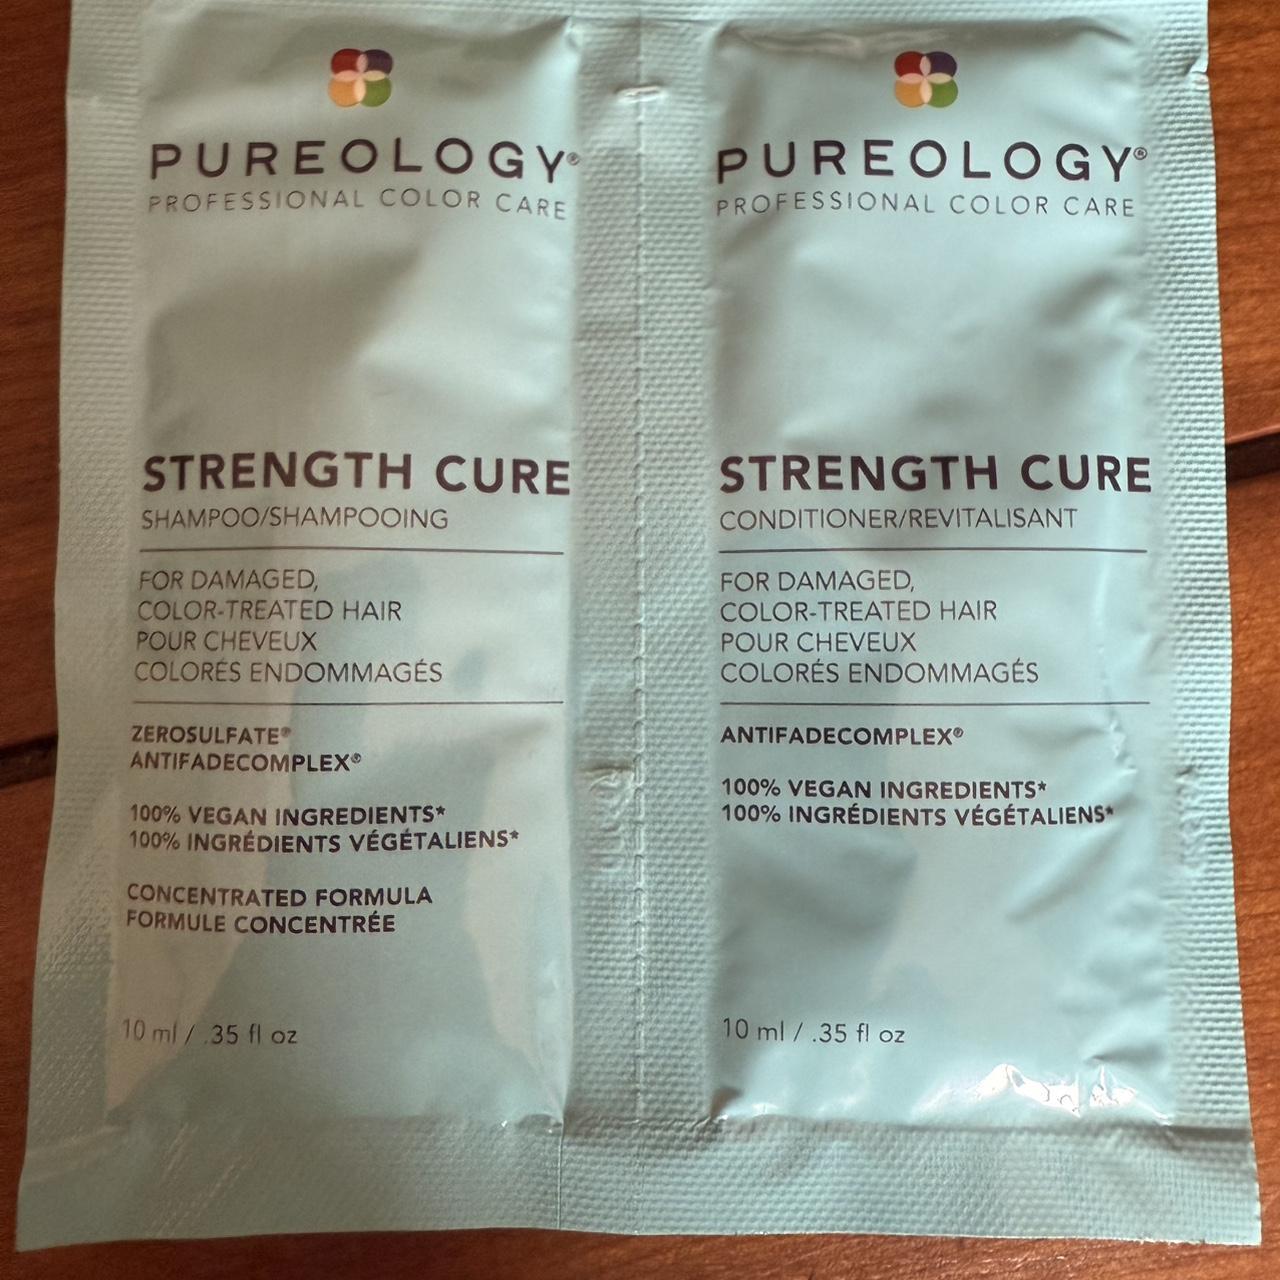 PUREOLOGY®
PROFESSIONAL COLOR CARE
STRENGTH CURE
SHAMPOO/SHAMPOOING
FOR DAMAGED,
COLOR-TREATED HAIR
POUR CHEVEUX
COLORÉS ENDOMMAGÉS
ZEROSULFATE®
ANTIFADECOMPLEX®
100% VEGAN INGREDIENTS*
100% INGRÉDIENTS VÉGÉTALIENS*
CONCENTRATED FORMULA
FORMULE CONCENTRÉE
10 ml / .35 fl oz
PUREOLOGY®
PROFESSIONAL COLOR CARE
STRENGTH CURE
CONDITIONER/REVITALISANT
FOR DAMAGED,
COLOR-TREATED HAIR
POUR CHEVEUX
COLORÉS ENDOMMAGÉS
ANTIFADECOMPLEX®
100% VEGAN INGREDIENTS*
100% INGRÉDIENTS VÉGÉTALIENS*
10 ml / .35 fl oz